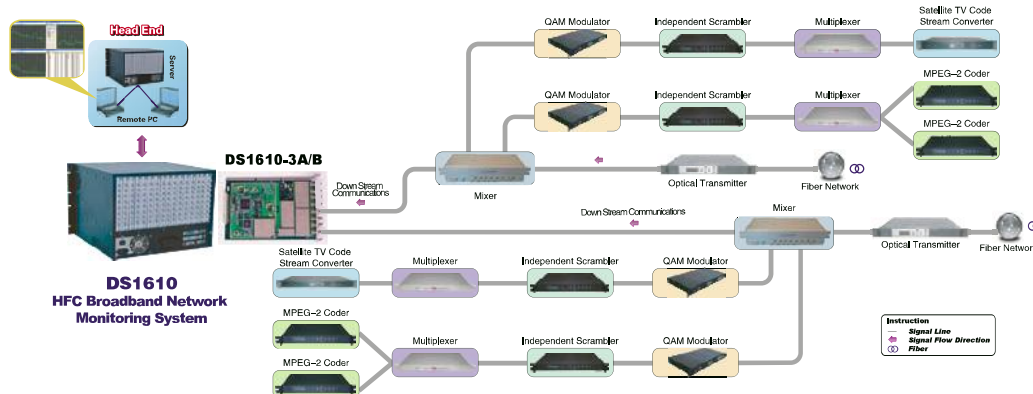 Head End
Server
Remote PC
DS1610-3A/B
DS1610
HFC Broadband Network
Monitoring System
Down Stream
Communications
Mixer
QAM Modulator
Independent Scrambler
Multiplexer
Satellite TV Code
Stream Converter
QAM Modulator
Independent Scrambler
Multiplexer
MPEG–2 Coder
MPEG–2 Coder
Optical Transmitter
Fiber Network
Down Stream Communications
Mixer
Optical Transmitter
Fiber Network
Satellite TV Code
Stream Converter
Multiplexer
Independent Scrambler
QAM Modulator
MPEG–2 Coder
MPEG–2 Coder
Multiplexer
Independent Scrambler
QAM Modulator
Instruction
Signal Line
Signal Flow Direction
Fiber